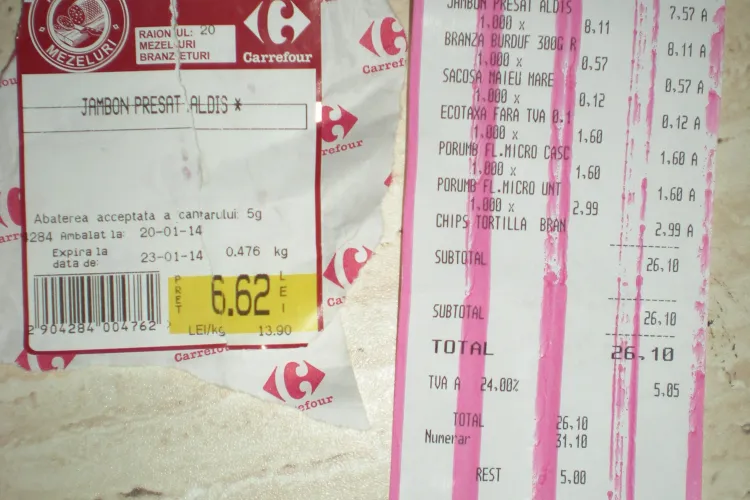 MEZELURI
RAIONUL: 20
MEZELURI
BRANZETURI
Carrefour
JAMBON PRESAT ALDIS *
Abaterea acceptata a cantarului: 5g
4284 Ambalat la: 20-01-14
Expira la
data de: 23-01-14 0.476 kg
PRET 6.62 LEI
LEI/kg 13.90
2 904284 004762
Carrefour
Carrefour
JAMBON PRESAT ALDIS
7.57 A
1.000 x 8.11
BRANZA BURDUF 300G R
8.11 A
1.000 x 0.57
SACOSA MAIEU MARE
0.57 A
1.000 x 0.12
ECOTAXA FARA TVA 0.1
0.12 A
1.000 x 1.60
PORUMB FL.MICRO CASC
1.60 A
1.000 x 1.60
PORUMB FL.MICRO UNT
1.60 A
1.000 x 2.99
CHIPS TORTILLA BRAN
2.99 A
SUBTOTAL 26.10
SUBTOTAL 26.10
TOTAL 26.10
TVA A 24.00% 5.05
TOTAL 26.10
Numerar 31.10
REST 5.00